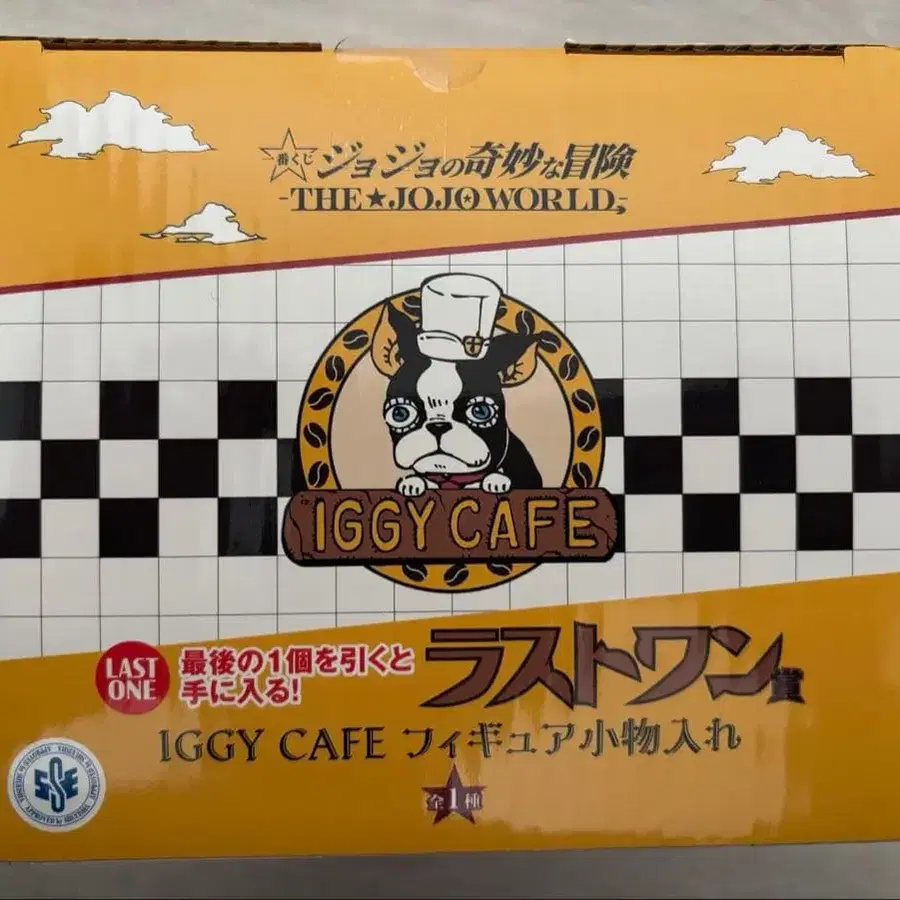 一番くじ ジョジョの奇妙な冒険
-THE★JOJO WORLD-
IGGY CAFE
LAST ONE
最後の1個を引くと
手に入る!
ラストワン賞
IGGY CAFE フィギュア小物入れ
全1種